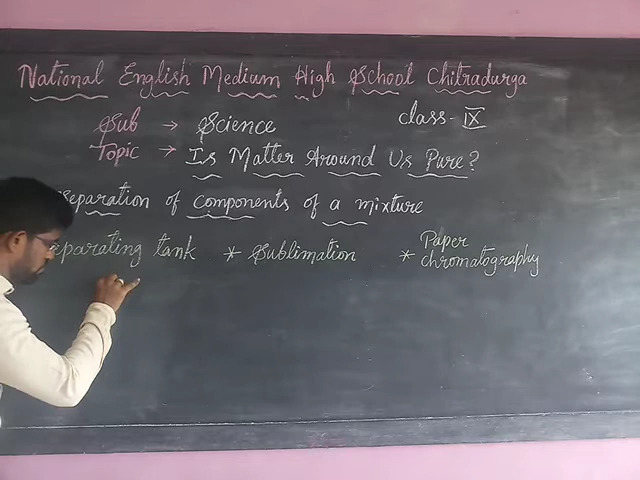 National English Medium High School Chitradurga
Sub → Science class - IX
Topic → Is Matter Around Us Pure?
Separation of components of a mixture
eparating tank * Sublimation * Paper chromatography